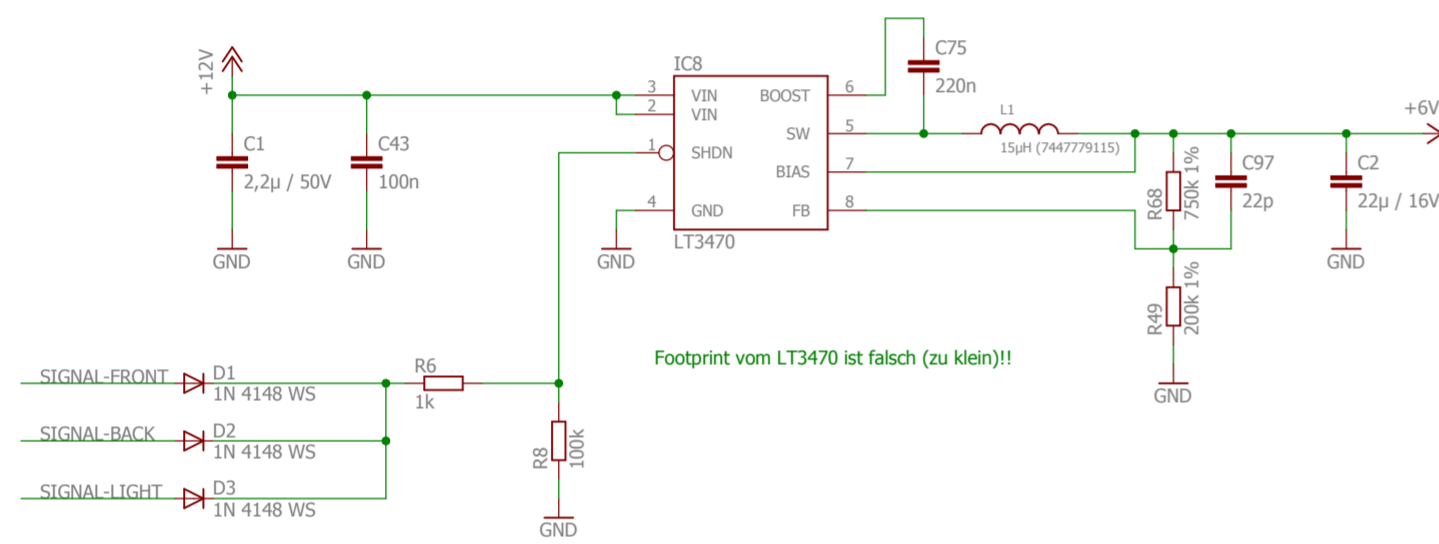 +12V
C1
2,2µ / 50V
GND
C43
100n
GND
IC8
3
2
1
4
VIN
VIN
SHDN
GND
BOOST
SW
BIAS
FB
6
5
7
8
LT3470
GND
C75
220n
L1
15µH (7447779115)
+6V
R68
750k 1%
C97
22p
C2
22µ / 16V
GND
R49
200k 1%
GND
Footprint vom LT3470 ist falsch (zu klein)!!
SIGNAL-FRONT
D1
1N 4148 WS
SIGNAL-BACK
D2
1N 4148 WS
SIGNAL-LIGHT
D3
1N 4148 WS
R6
1k
R8
100k
GND